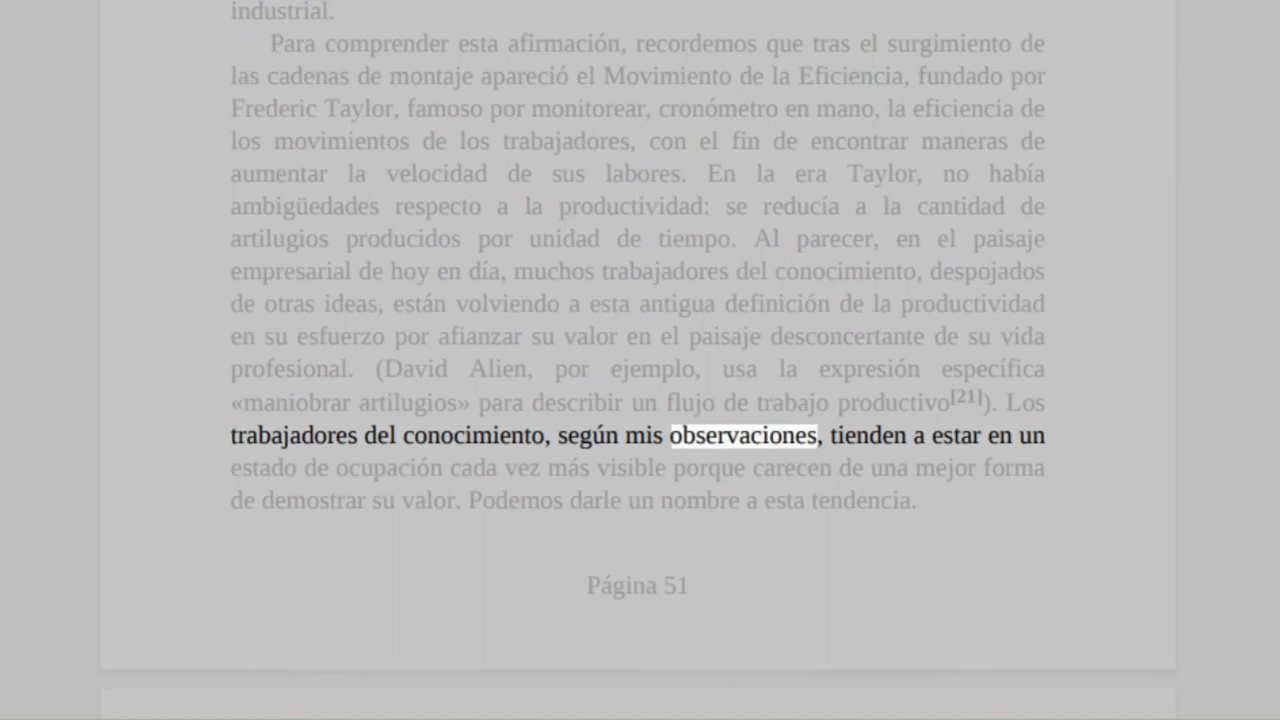 industrial.
Para comprender esta afirmación, recordemos que tras el surgimiento de
las cadenas de montaje apareció el Movimiento de la Eficiencia, fundado por
Frederic Taylor, famoso por monitorear, cronómetro en mano, la eficiencia de
los movimientos de los trabajadores, con el fin de encontrar maneras de
aumentar la velocidad de sus labores. En la era Taylor, no había
ambigüedades respecto a la productividad: se reducía a la cantidad de
artilugios producidos por unidad de tiempo. Al parecer, en el paisaje
empresarial de hoy en día, muchos trabajadores del conocimiento, despojados
de otras ideas, están volviendo a esta antigua definición de la productividad
en su esfuerzo por afianzar su valor en el paisaje desconcertante de su vida
profesional. (David Alien, por ejemplo, usa la expresión específica
«maniobrar artilugios» para describir un flujo de trabajo productivo[21]). Los
trabajadores del conocimiento, según mis observaciones, tienden a estar en un
estado de ocupación cada vez más visible porque carecen de una mejor forma
de demostrar su valor. Podemos darle un nombre a esta tendencia.
Página 51